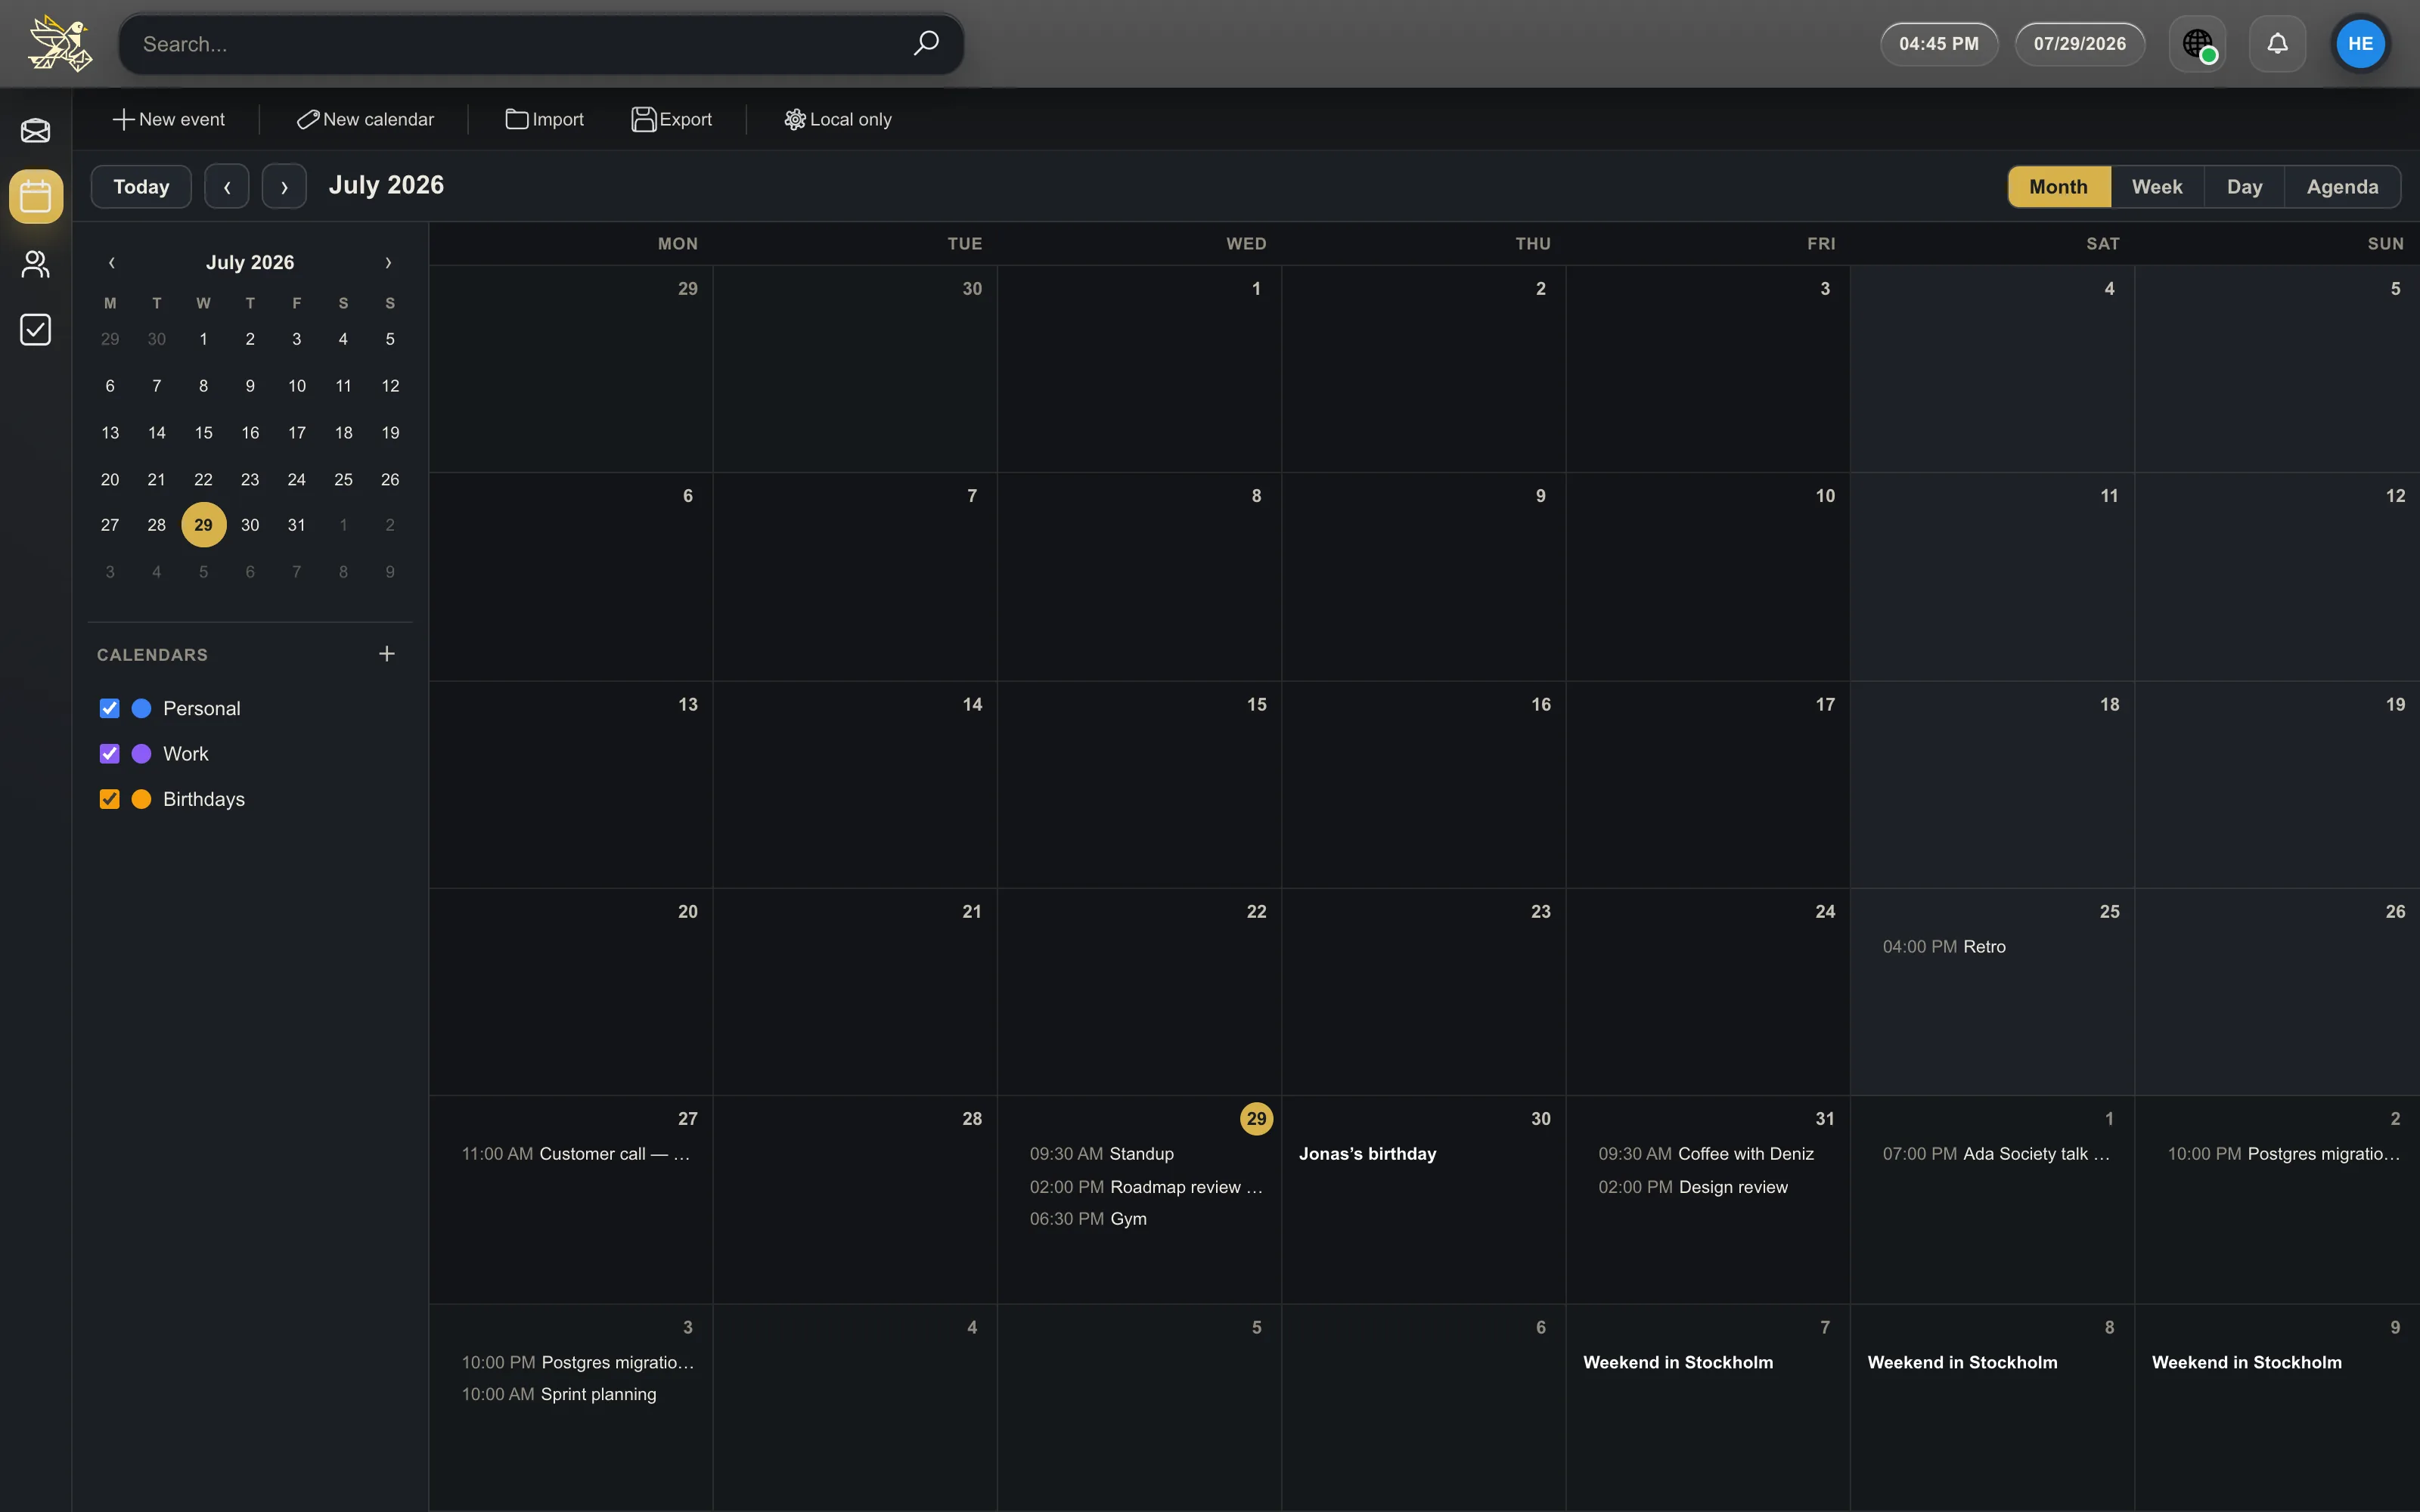 Search...
04:45 PM
07/29/2026
HE
New event
New calendar
Import
Export
Local only
Today
‹
›
July 2026
Month
Week
Day
Agenda
‹ July 2026 ›
M T W T F S S
29 30 1 2 3 4 5
6 7 8 9 10 11 12
13 14 15 16 17 18 19
20 21 22 23 24 25 26
27 28 29 30 31 1 2
3 4 5 6 7 8 9
CALENDARS +
Personal
Work
Birthdays
MON TUE WED THU FRI SAT SUN
29 30 1 2 3 4 5
6 7 8 9 10 11 12
13 14 15 16 17 18 19
20 21 22 23 24 25 26
04:00 PM Retro
27 28 29 30 31 1 2
11:00 AM Customer call — …
09:30 AM Standup
02:00 PM Roadmap review …
06:30 PM Gym
Jonas’s birthday
09:30 AM Coffee with Deniz
02:00 PM Design review
07:00 PM Ada Society talk …
10:00 PM Postgres migratio…
3 4 5 6 7 8 9
10:00 PM Postgres migratio…
10:00 AM Sprint planning
Weekend in Stockholm
Weekend in Stockholm
Weekend in Stockholm